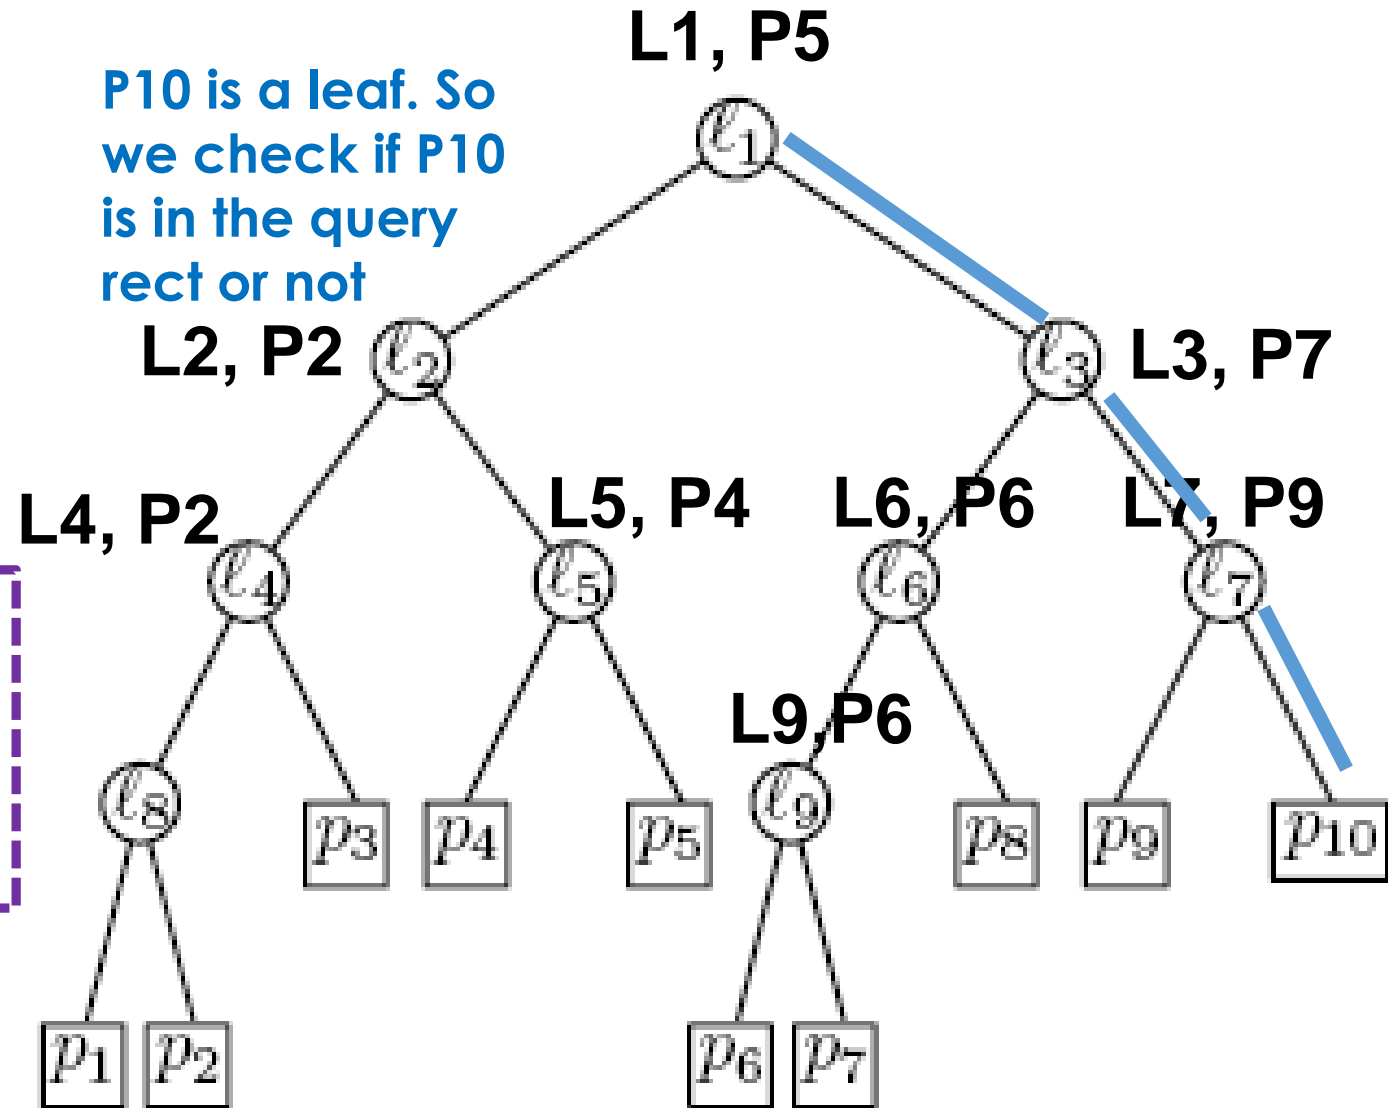 L1, P5
P10 is a leaf. So
we check if P10
is in the query
rect or not
ℓ1
L2, P2
ℓ2
ℓ3
L3, P7
L4, P2
L5, P4
L6, P6
L7, P9
ℓ4
ℓ5
ℓ6
ℓ7
L9,P6
ℓ8
p3
p4
p5
ℓ9
p8
p9
p10
p1
p2
p6
p7